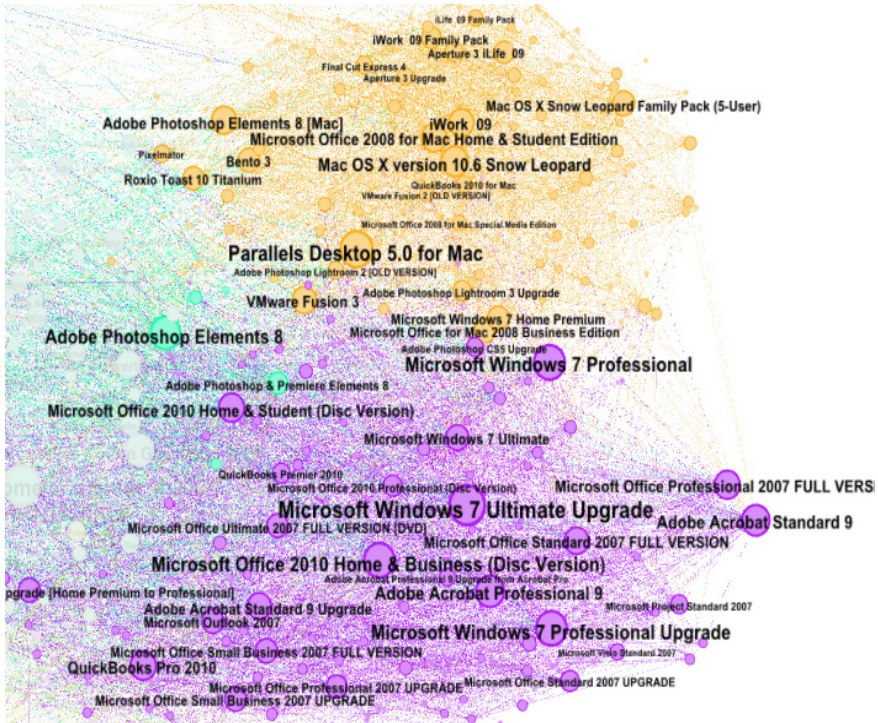 iLife 09 Family Pack
iWork 09 Family Pack
Aperture 3 iLife 09
Final Cut Express 4
Aperture 3 Upgrade
Mac OS X Snow Leopard Family Pack (5-User)
Adobe Photoshop Elements 8 [Mac]
iWork 09
Microsoft Office 2008 for Mac Home & Student Edition
Pixelmator
Bento 3
Mac OS X version 10.6 Snow Leopard
Roxio Toast 10 Titanium
QuickBooks 2010 for Mac
VMware Fusion 2 [OLD VERSION]
Microsoft Office 2008 for Mac Special Media Edition
Parallels Desktop 5.0 for Mac
Adobe Photoshop Lightroom 2 [OLD VERSION]
Adobe Photoshop Lightroom 3 Upgrade
VMware Fusion 3
Microsoft Windows 7 Home Premium
Microsoft Office for Mac 2008 Business Edition
Adobe Photoshop Elements 8
Adobe Photoshop CS5 Upgrade
Microsoft Windows 7 Professional
Adobe Photoshop & Premiere Elements 8
Microsoft Office 2010 Home & Student (Disc Version)
Microsoft Windows 7 Ultimate
QuickBooks Premier 2010
Microsoft Office 2010 Professional (Disc Version)
Microsoft Office Professional 2007 FULL VERSI
Microsoft Windows 7 Ultimate Upgrade
Adobe Acrobat Standard 9
Microsoft Office Ultimate 2007 FULL VERSION [DVD]
Microsoft Office Standard 2007 FULL VERSION
Microsoft Office 2010 Home & Business (Disc Version)
Adobe Acrobat Professional 9 Upgrade from Acrobat Pro
pgrade [Home Premium to Professional]
Adobe Acrobat Professional 9
Adobe Acrobat Standard 9 Upgrade
Microsoft Project Standard 2007
Microsoft Outlook 2007
Microsoft Windows 7 Professional Upgrade
Microsoft Office Small Business 2007 FULL VERSION
Microsoft Visio Standard 2007
QuickBooks Pro 2010
Microsoft Office Professional 2007 UPGRADE
Microsoft Office Standard 2007 UPGRADE
Microsoft Office Small Business 2007 UPGRADE